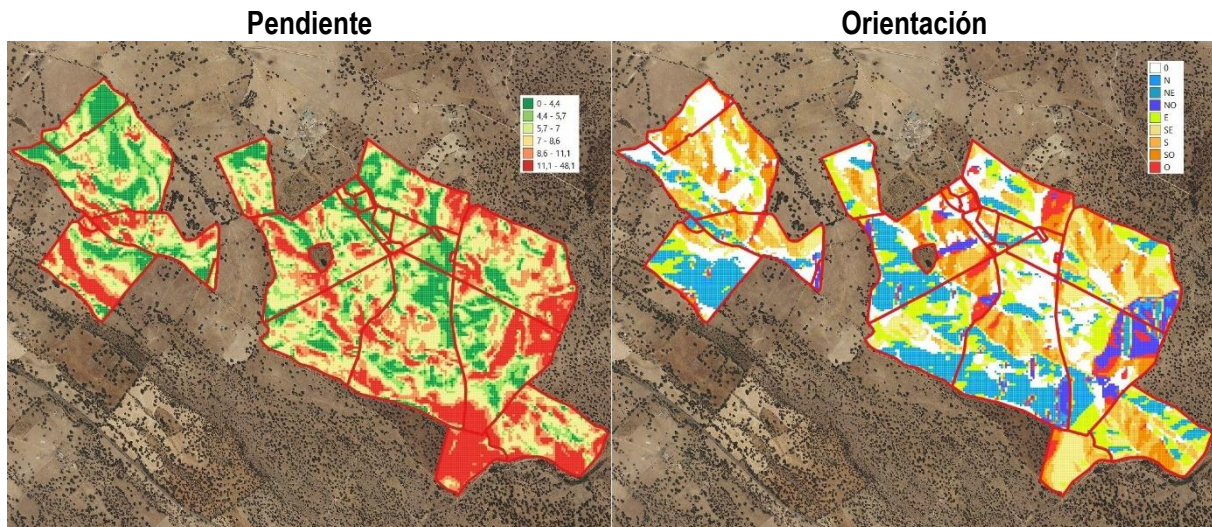 Pendiente
Orientación
0 - 4,4
4,4 - 5,7
5,7 - 7
7 - 8,6
8,6 - 11,1
11,1 - 48,1
0
N
NE
NO
E
SE
S
SO
O